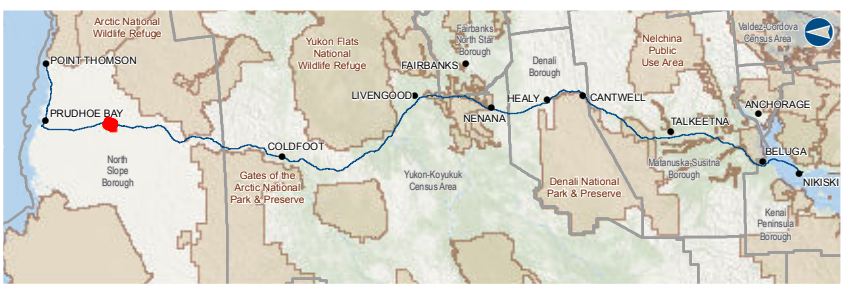 Arctic National
Wildlife Refuge
POINT THOMSON
PRUDHOE BAY
North
Slope
Borough
COLDFOOT
Gates of the
Arctic National
Park & Preserve
Yukon Flats
National
Wildlife Refuge
LIVENGOOD
FAIRBANKS
Fairbanks
North Star
Borough
NENANA
Yukon-Koyukuk
Census Area
Denali
Borough
HEALY
CANTWELL
Denali National
Park & Preserve
Nelchina
Public
Use Area
TALKEETNA
Matanuska-Susitna
Borough
Valdez-Cordova
Census Area
ANCHORAGE
BELUGA
NIKISKI
Kenai
Peninsula
Borough